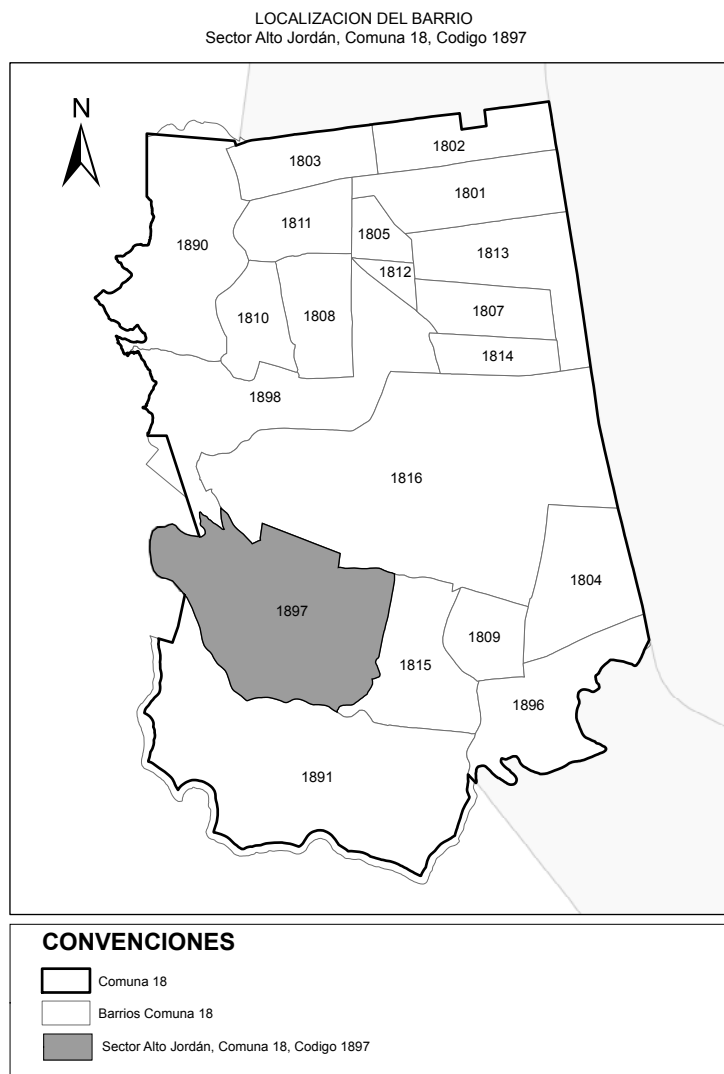 LOCALIZACION DEL BARRIO
Sector Alto Jordán, Comuna 18, Codigo 1897
N
1802
1803
1801
1811
1805
1890
1813
1812
1807
1810
1808
1814
1898
1816
1804
1897
1809
1815
1896
1891
CONVENCIONES
Comuna 18
Barrios Comuna 18
Sector Alto Jordán, Comuna 18, Codigo 1897